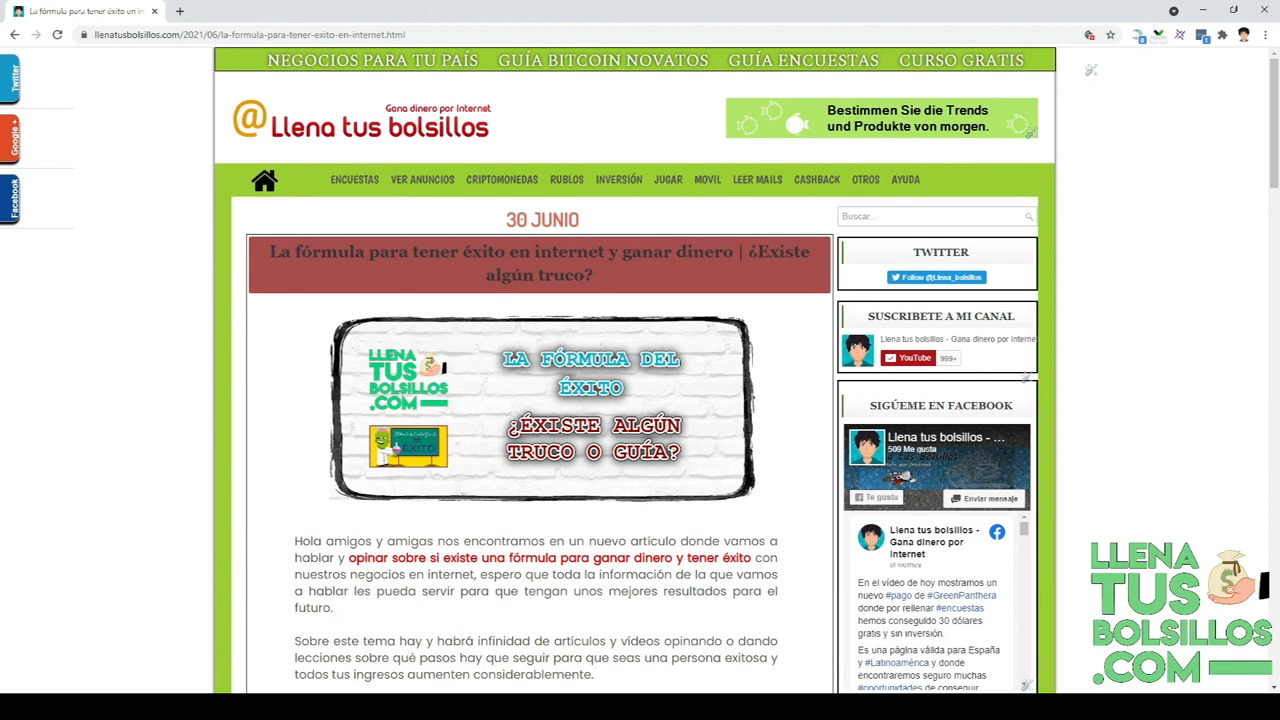 La fórmula para tener éxito en in
llenatusbolsillos.com/2021/06/la-formula-para-tener-exito-en-internet.html
Twitter
Google +
Facebook
NEGOCIOS PARA TU PAÍS GUÍA BITCOIN NOVATOS GUÍA ENCUESTAS CURSO GRATIS
Gana dinero por Internet
@Llena tus bolsillos
Bestimmen Sie die Trends
und Produkte von morgen.
ENCUESTAS VER ANUNCIOS CRIPTOMONEDAS RUBLOS INVERSIÓN JUGAR MOVIL LEER MAILS CASHBACK OTROS AYUDA
30 JUNIO
La fórmula para tener éxito en internet y ganar dinero | ¿Existe
algún truco?
LLENA
TUS
BOLSILLOS
.COM
ÉXITO
LA FÓRMULA DEL
ÉXITO
¿ÉXISTE ALGÚN
TRUCO O GUÍA?
Hola amigos y amigas nos encontramos en un nuevo artículo donde vamos a
hablar y opinar sobre si existe una fórmula para ganar dinero y tener éxito con
nuestros negocios en internet, espero que toda la información de la que vamos
a hablar les pueda servir para que tengan unos mejores resultados para el
futuro.
Sobre este tema hay y habrá infinidad de artículos y vídeos opinando o dando
lecciones sobre qué pasos hay que seguir para que seas una persona exitosa y
todos tus ingresos aumenten considerablemente.
Buscar...
TWITTER
Follow @Llena_bolsillos
SUSCRIBETE A MI CANAL
Llena tus bolsillos - Gana dinero por Interne
YouTube 999+
SIGÚEME EN FACEBOOK
Llena tus bolsillos - ...
509 Me gusta
Te gusta
Enviar mensaje
Llena tus bolsillos -
Gana dinero por
Internet
el viernes
En el vídeo de hoy mostramos un
nuevo #pago de #GreenPanthera
donde por rellenar #encuestas
hemos conseguido 30 dólares
gratis y sin inversión.
Es una página válida para España
y #Latinoamérica y donde
encontraremos seguro muchas
#oportunidades de conseguir
LLENA
TUS
BOLSILLOS
.COM